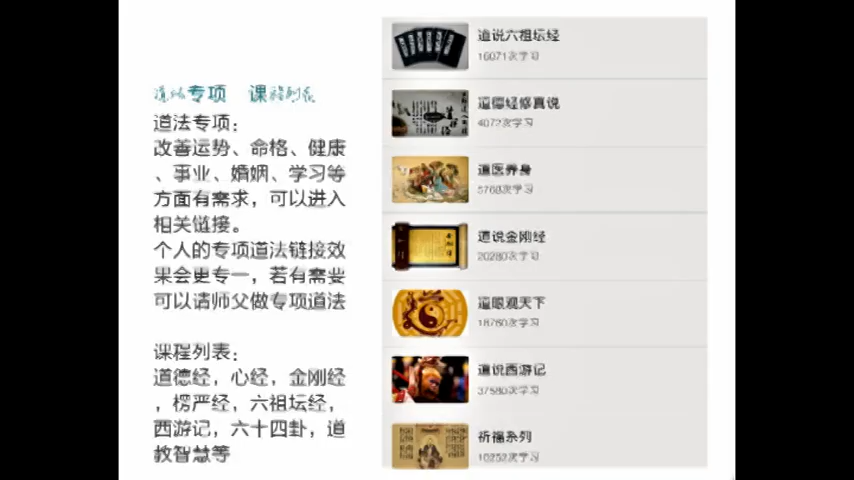 道法专项 课程列表
道法专项：
改善运势、命格、健康
、事业、婚姻、学习等
方面有需求，可以进入
相关链接。
个人的专项道法链接效
果会更专一，若有需要
可以请师父做专项道法
课程列表：
道德经，心经，金刚经
，楞严经，六祖坛经，
西游记，六十四卦，道
教智慧等
道说六祖坛经
16071次学习
道德经修真说
4072次学习
道医养身
5768次学习
道说金刚经
20280次学习
道眼观天下
18760次学习
道说西游记
37580次学习
祈福系列
10252次学习